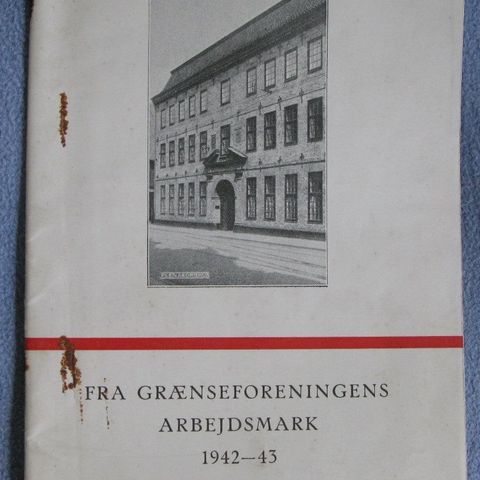 FRA GRÆNSEFORENINGENS
ARBEJDSMARK
1942—43